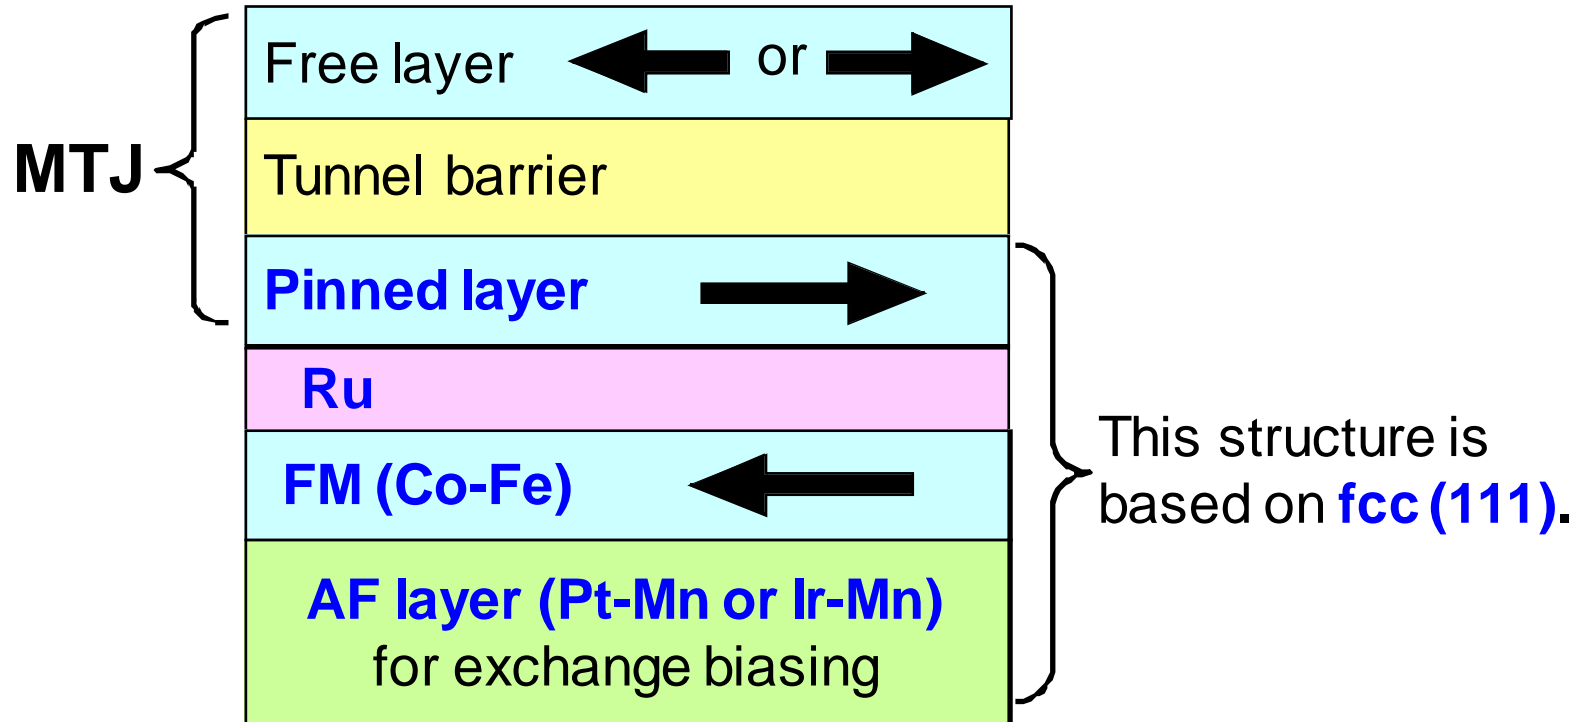 Free layer or
MTJ
Tunnel barrier
Pinned layer
Ru
FM (Co-Fe)
This structure is
based on fcc (111).
AF layer (Pt-Mn or Ir-Mn)
for exchange biasing